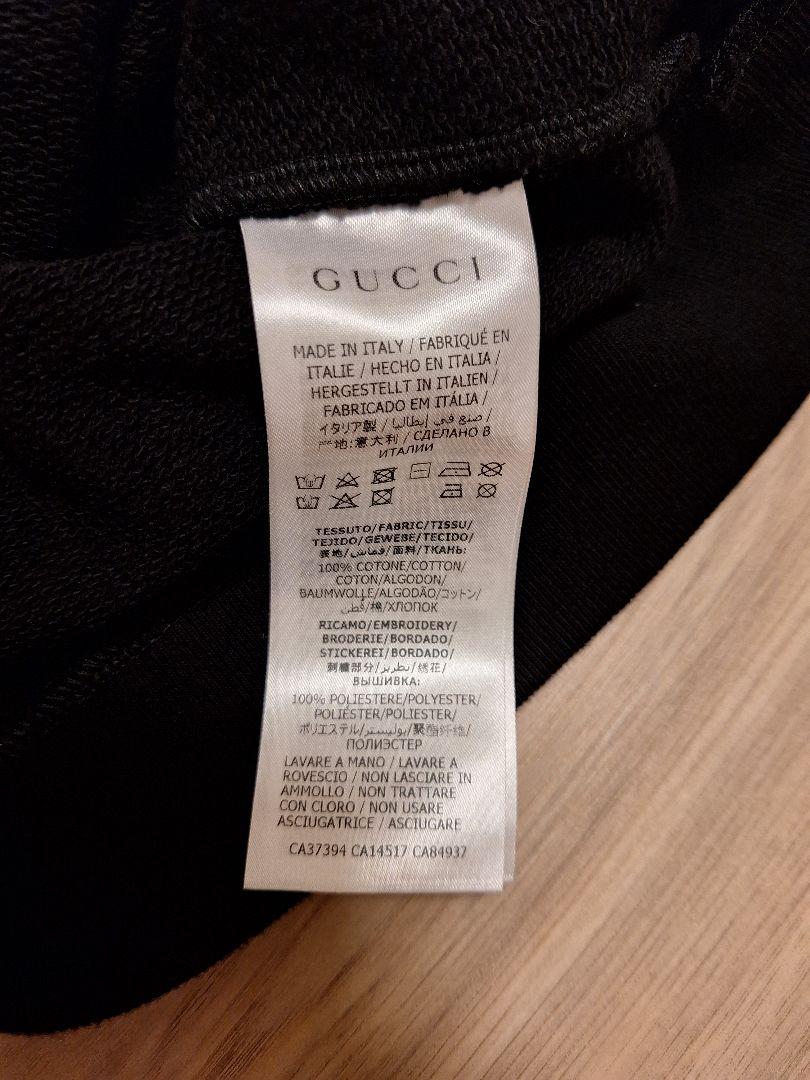 GUCCI
MADE IN ITALY / FABRIQUÉ EN
ITALIE / HECHO EN ITALIA /
HERGESTELLT IN ITALIEN /
FABRICADO EM ITÁLIA /
イタリア製 / صنع في إيطاليا /
地:意大利 / СДЕЛАНО В
ИТАЛИИ
TESSUTO/FABRIC/TISSU/
TEJIDO/GEWEBE/TECIDO/
表地/قماش/面料/ТКАНЬ:
100% COTONE/COTTON/
COTON/ALGODON/
BAUMWOLLE/ALGODÃO/コットン/
قطن/棉/ХЛОПОК
RICAMO/EMBROIDERY/
BRODERIE/BORDADO/
STICKEREI/BORDADO/
刺繍部分/تطريز/绣花/
ВЫШИВКА:
100% POLIESTERE/POLYESTER/
POLIÉSTER/POLIESTER/
ポリエステル/بوليستر/聚酯纤维/
ПОЛИЭСТЕР
LAVARE A MANO / LAVARE A
ROVESCIO / NON LASCIARE IN
AMMOLLO / NON TRATTARE
CON CLORO / NON USARE
ASCIUGATRICE / ASCIUGARE
CA37394 CA14517 CA84937